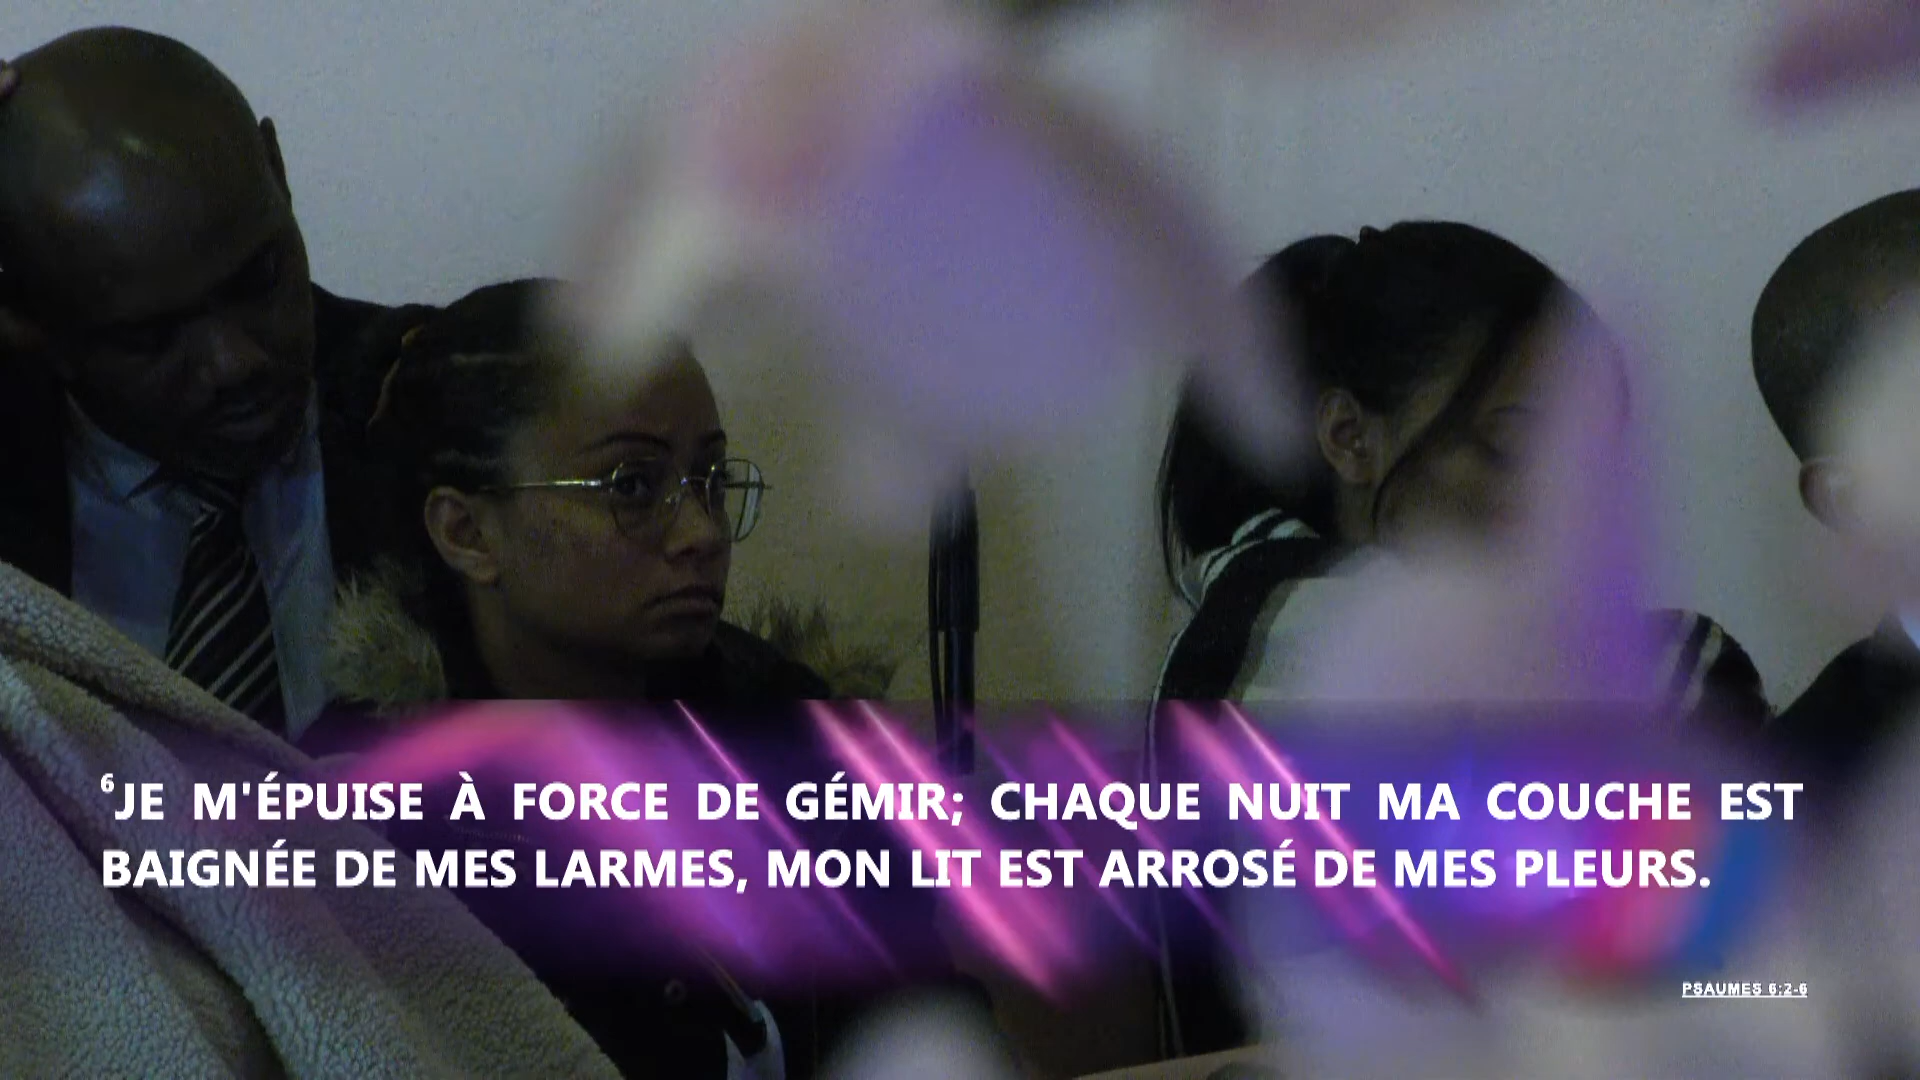 ⁶JE M'ÉPUISE À FORCE DE GÉMIR; CHAQUE NUIT MA COUCHE EST
BAIGNÉE DE MES LARMES, MON LIT EST ARROSÉ DE MES PLEURS.
PSAUMES 6:2-6